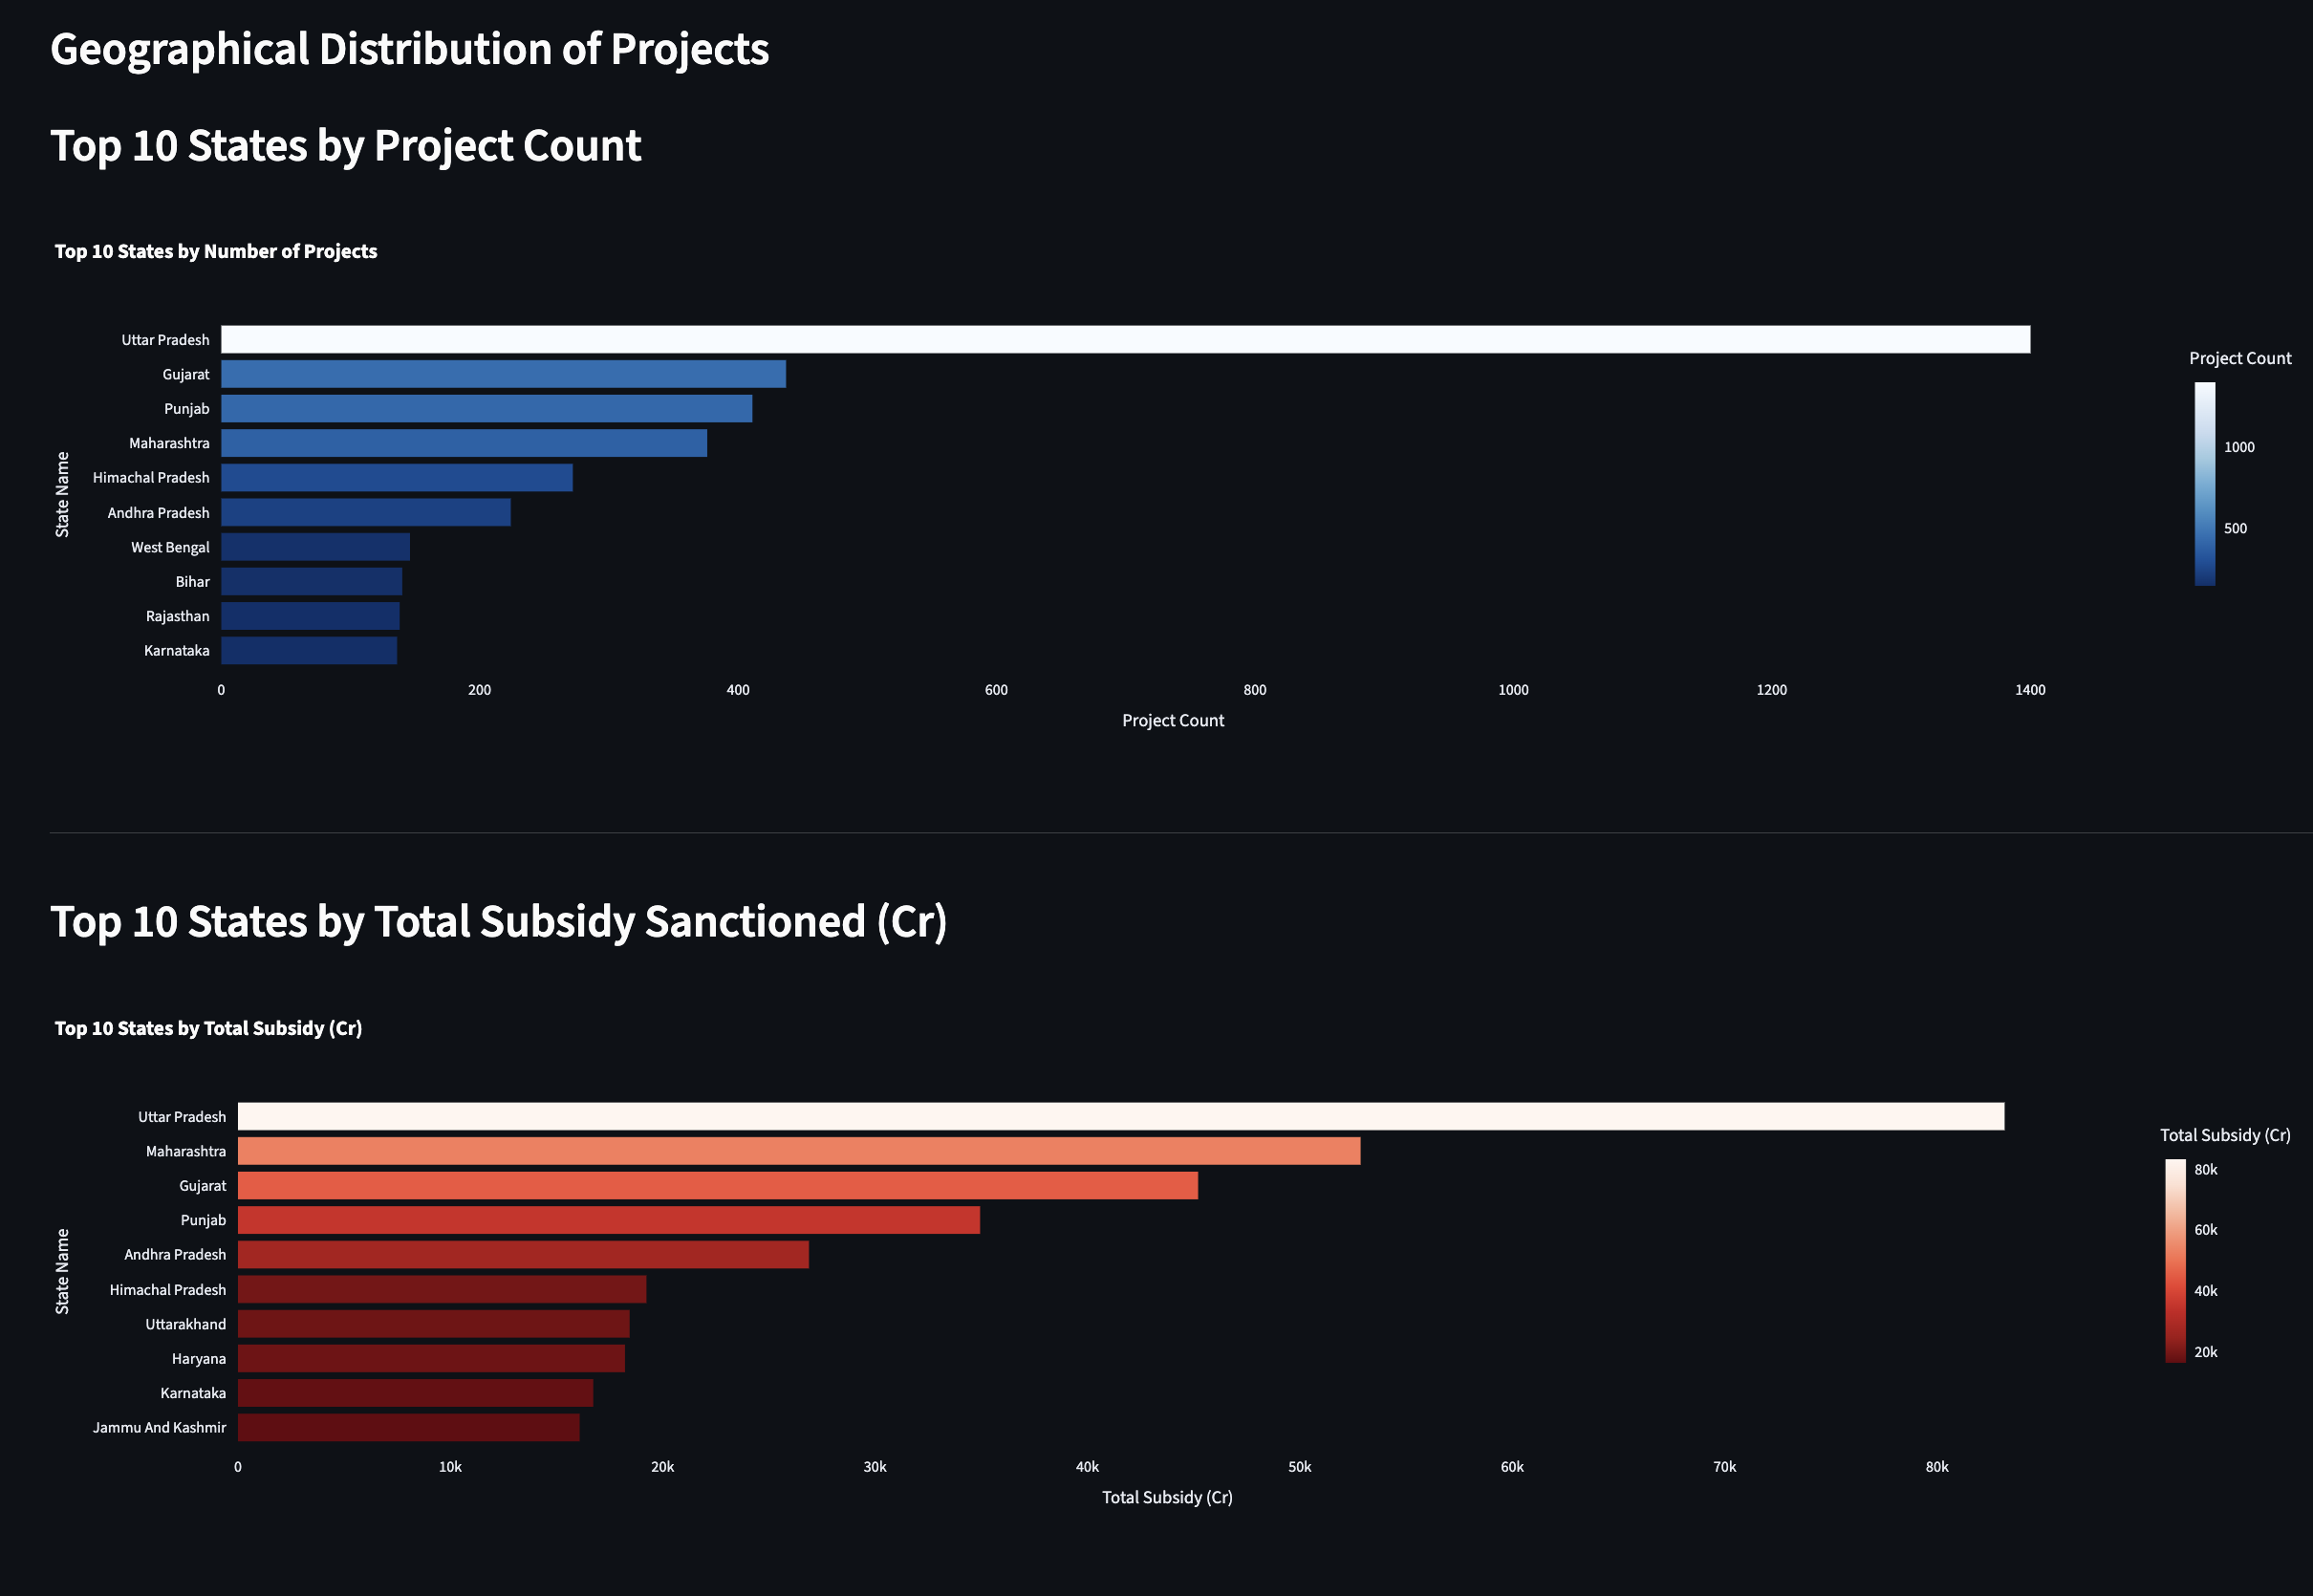 Geographical Distribution of Projects
Top 10 States by Project Count
Top 10 States by Number of Projects
State Name
Uttar Pradesh
Gujarat
Punjab
Maharashtra
Himachal Pradesh
Andhra Pradesh
West Bengal
Bihar
Rajasthan
Karnataka
0 200 400 600 800 1000 1200 1400
Project Count
Project Count
1000
500
Top 10 States by Total Subsidy Sanctioned (Cr)
Top 10 States by Total Subsidy (Cr)
State Name
Uttar Pradesh
Maharashtra
Gujarat
Punjab
Andhra Pradesh
Himachal Pradesh
Uttarakhand
Haryana
Karnataka
Jammu And Kashmir
0 10k 20k 30k 40k 50k 60k 70k 80k
Total Subsidy (Cr)
Total Subsidy (Cr)
80k
60k
40k
20k